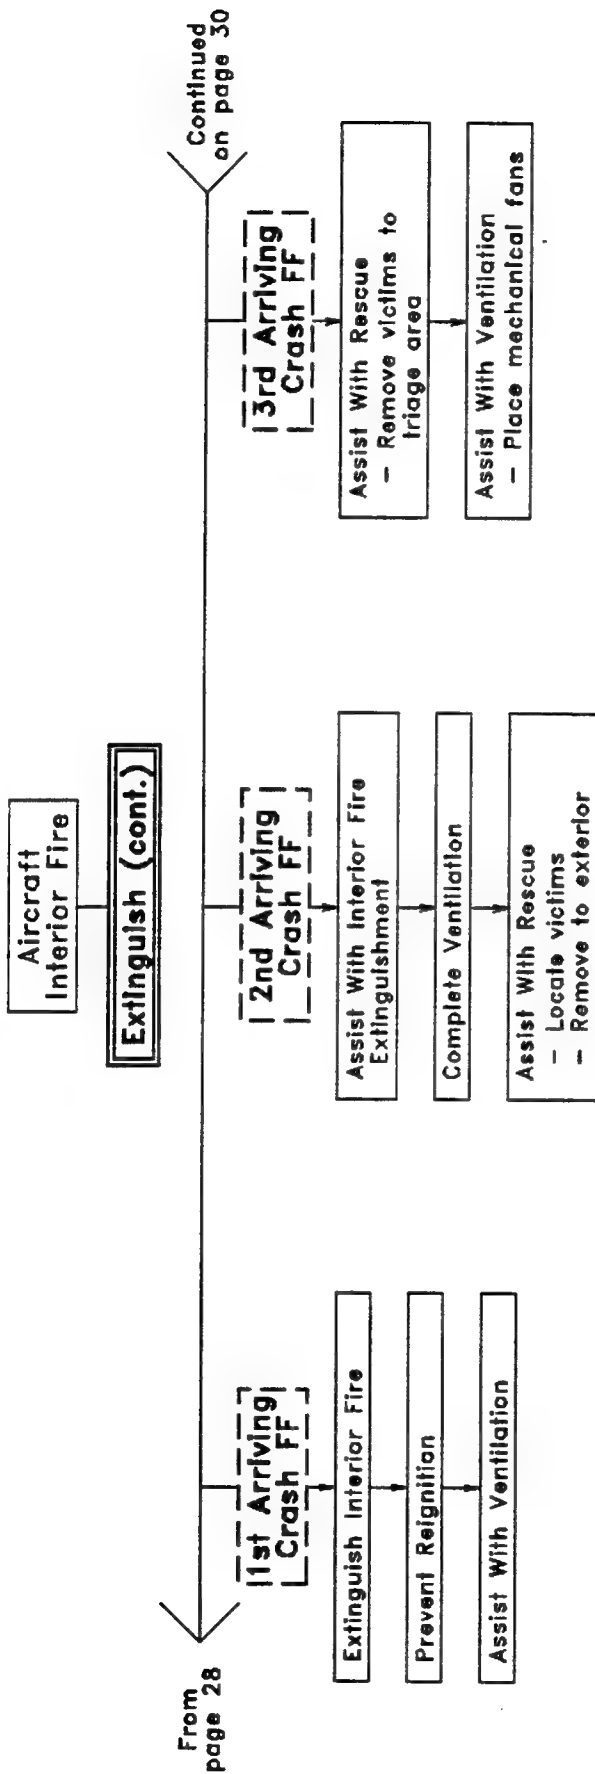 Aircraft
Interior Fire
Extinguish (cont.)
From
page 28
Continued
on page 30
1st Arriving
Crash FF
Extinguish Interior Fire
Prevent Reignition
Assist With Ventilation
2nd Arriving
Crash FF
Assist With Interior Fire
Extinguishment
Complete Ventilation
Assist With Rescue
- Locate victims
- Remove to exterior
3rd Arriving
Crash FF
Assist With Rescue
- Remove victims to
triage area
Assist With Ventilation
- Place mechanical fans